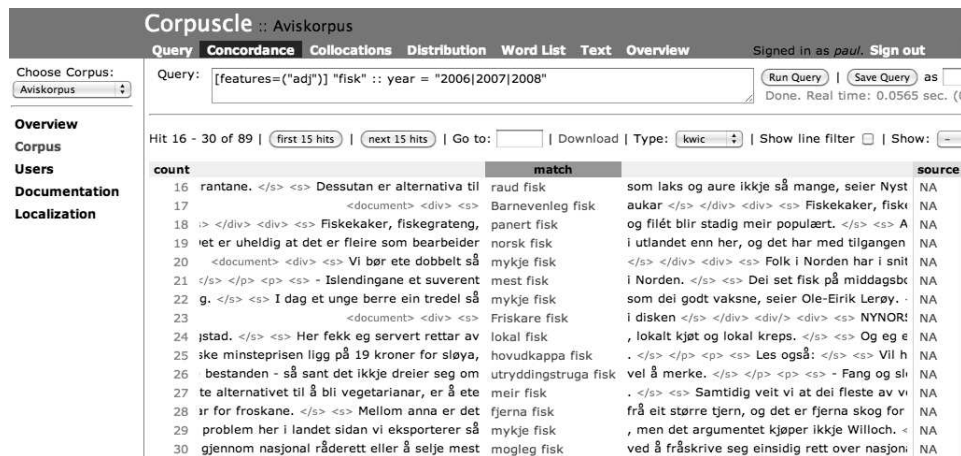 Corpuscle :: Aviskorpus
Query Concordance Collocations Distribution Word List Text Overview Signed in as paul. Sign out
Choose Corpus:
Aviskorpus
Overview
Corpus
Users
Documentation
Localization
Query: [features=("adj")] "fisk" :: year = "2006|2007|2008" Run Query | Save Query as
Done. Real time: 0.0565 sec. (
Hit 16 - 30 of 89 | first 15 hits | next 15 hits | Go to: | Download | Type: kwic | Show line filter | Show: -
count match source
16 rantane. </s> <s> Dessutan er alternativa til raud fisk som laks og aure ikkje så mange, seier Nyst NA
17 <document> <div> <s> Barnevenleg fisk aukar </s> </div> <div> <s> Fiskekaker, fiske NA
18 :> </div> <div> <s> Fiskekaker, fiskegrateng, panert fisk og filét blir stadig meir populært. </s> <s> A NA
19 et er uheldig at det er fleire som bearbeider norsk fisk i utlandet enn her, og det har med tilgangen NA
20 <document> <div> <s> Vi bør ete dobbelt så mykje fisk </s> </div> <div> <s> Folk i Norden har i snit NA
21 </s> </p> <p> <s> - Islendingane et suverent mest fisk i Norden. </s> <s> Dei set fisk på middagsbo NA
22 g. </s> <s> I dag et unge berre ein tredel så mykje fisk som dei godt vaksne, seier Ole-Eirik Lerøy. - NA
23 <document> <div> <s> Friskare fisk i disken </s> </div> <div/> <div> <s> NYNORS NA
24 gstad. </s> <s> Her fekk eg servert rettar av lokal fisk , lokalt kjøt og lokal kreps. </s> <s> Og eg e NA
25 ske minsteprisen ligg på 19 kroner for sløya, hovudkappa fisk . </s> </p> <p> <s> Les også: </s> <s> Vil h NA
26 bestanden - så sant det ikkje dreier seg om utryddingstruga fisk vel å merke. </s> </p> <p> <s> - Fang og sl NA
27 te alternativet til å bli vegetarianar, er å ete meir fisk . </s> <s> Samtidig veit vi at dei fleste av v NA
28 ar for froskane. </s> <s> Mellom anna er det fjerna fisk frå eit større tjern, og det er fjerna skog for NA
29 problem her i landet sidan vi eksporterer så mykje fisk , men det argumentet kjøper ikkje Willoch. < NA
30 gjennom nasjonal råderett eller å selje mest mogleg fisk ved å fråskrive seg einsidig rett over nasjon NA